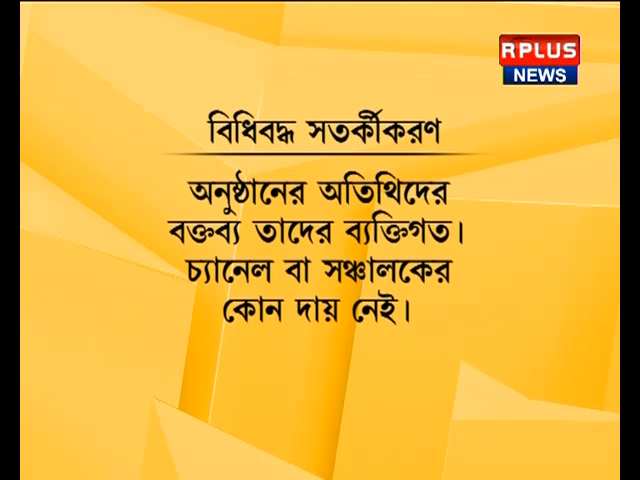 RPLUS
NEWS
বিধিবদ্ধ সতর্কীকরণ
অনুষ্ঠানের অতিথিদের
বক্তব্য তাদের ব্যক্তিগত।
চ্যানেল বা সঞ্চালকের
কোন দায় নেই।